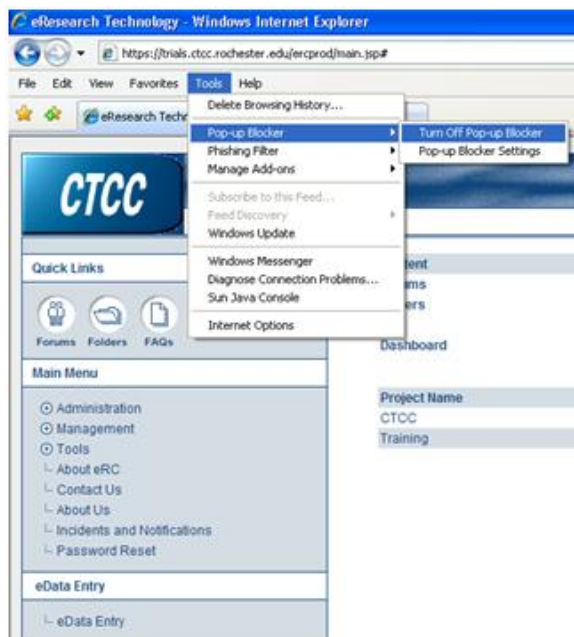 eResearch Technology - Windows Internet Explorer
https://trials.ctcc.rochester.edu/ercprod/main.jsp#
File Edit View Favorites Tools Help
eResearch Techn
Delete Browsing History...
Pop-up Blocker
Turn Off Pop-up Blocker
Phishing Filter
Pop-up Blocker Settings
Manage Add-ons
Subscribe to this Feed...
Feed Discovery
Windows Update
Windows Messenger
Diagnose Connection Problems...
Sun Java Console
Internet Options
CTCC
Quick Links
Forums Folders FAQs
Main Menu
Administration
Management
Tools
About eRC
Contact Us
About Us
Incidents and Notifications
Password Reset
eData Entry
eData Entry
Dashboard
Project Name
CTCC
Training